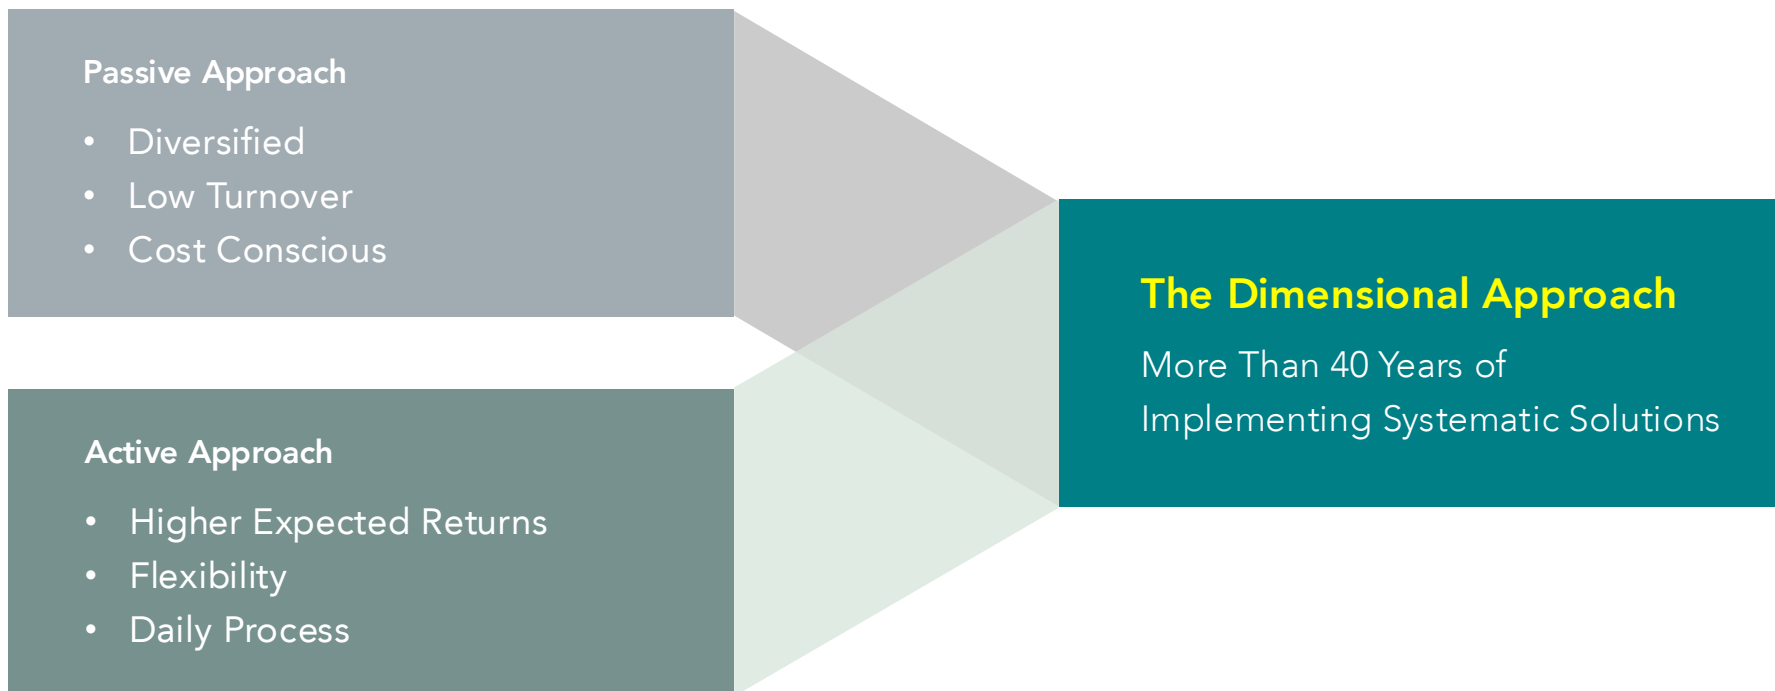 Passive Approach
• Diversified
• Low Turnover
• Cost Conscious
Active Approach
• Higher Expected Returns
• Flexibility
• Daily Process
The Dimensional Approach
More Than 40 Years of
Implementing Systematic Solutions